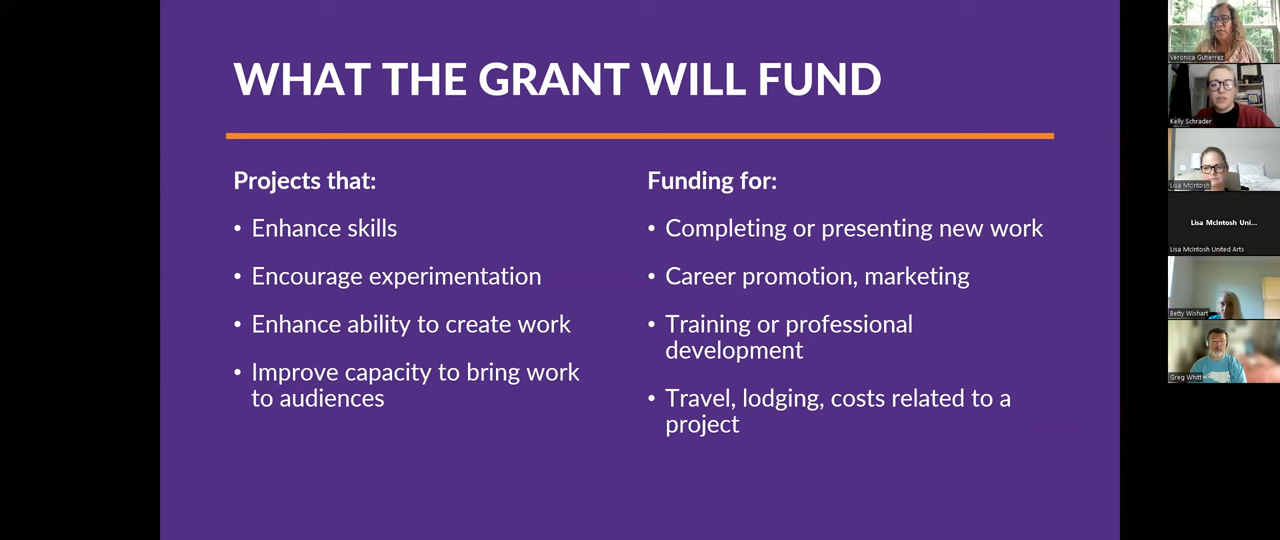 WHAT THE GRANT WILL FUND
Projects that:
• Enhance skills
• Encourage experimentation
• Enhance ability to create work
• Improve capacity to bring work
to audiences
Funding for:
• Completing or presenting new work
• Career promotion, marketing
• Training or professional
development
• Travel, lodging, costs related to a
project
Veronica Gutierrez
Kelly Schrader
Lisa McIntosh
Lisa McIntosh Uni...
Lisa McIntosh United Arts
Betty Wishart
Greg Whitt